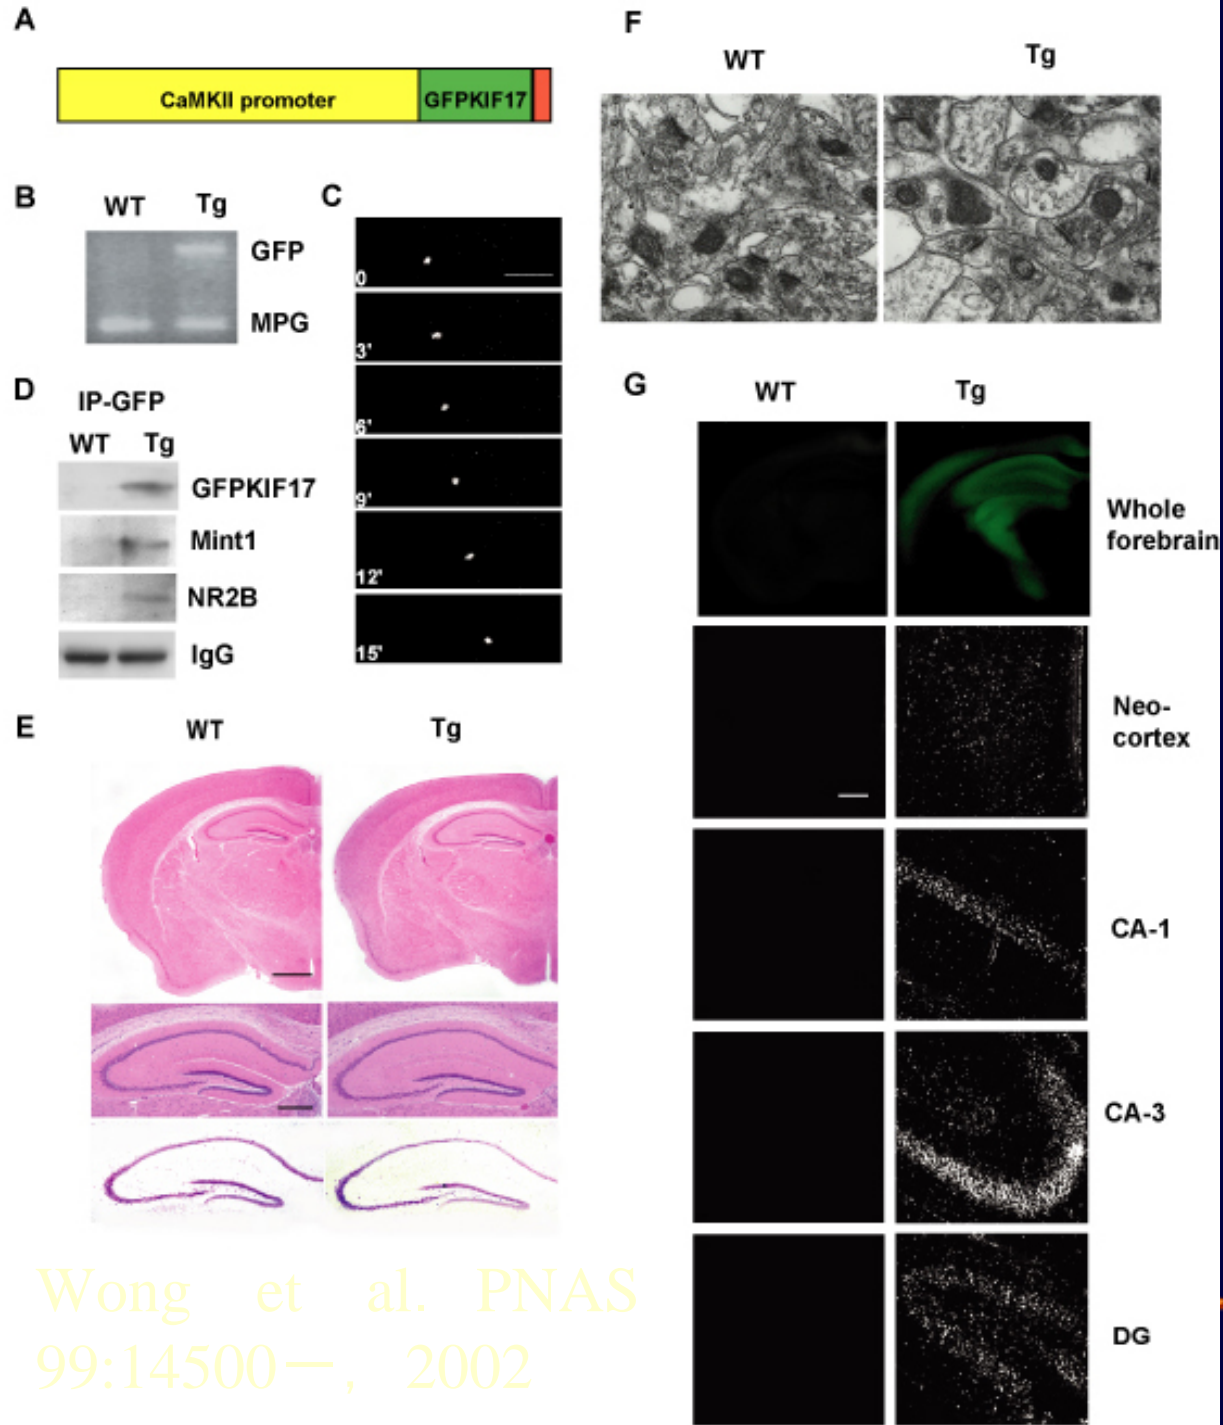 A
CaMKII promoter GFPKIF17
B
WT Tg
GFP
MPG
C
0
3'
6'
9'
12'
15'
D
IP-GFP
WT Tg
GFPKIF17
Mint1
NR2B
IgG
E
WT Tg
F
WT Tg
G
WT Tg
Whole
forebrain
Neo-
cortex
CA-1
CA-3
DG
Wong et al. PNAS
99:14500—, 2002